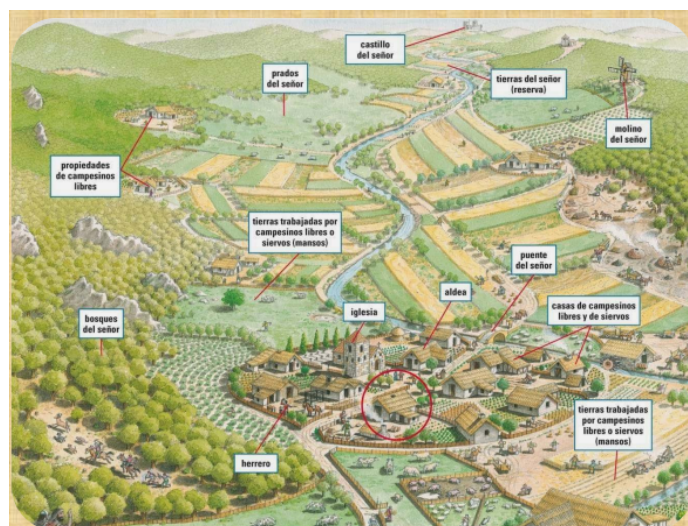 castillo
del señor
prados
del señor
tierras del señor
(reserva)
molino
del señor
propiedades
de campesinos
libres
tierras trabajadas por
campesinos libres o
siervos (mansos)
puente
del señor
aldea
casas de campesinos
libres y de siervos
iglesia
bosques
del señor
tierras trabajadas
por campesinos
libres o siervos
(mansos)
herrero